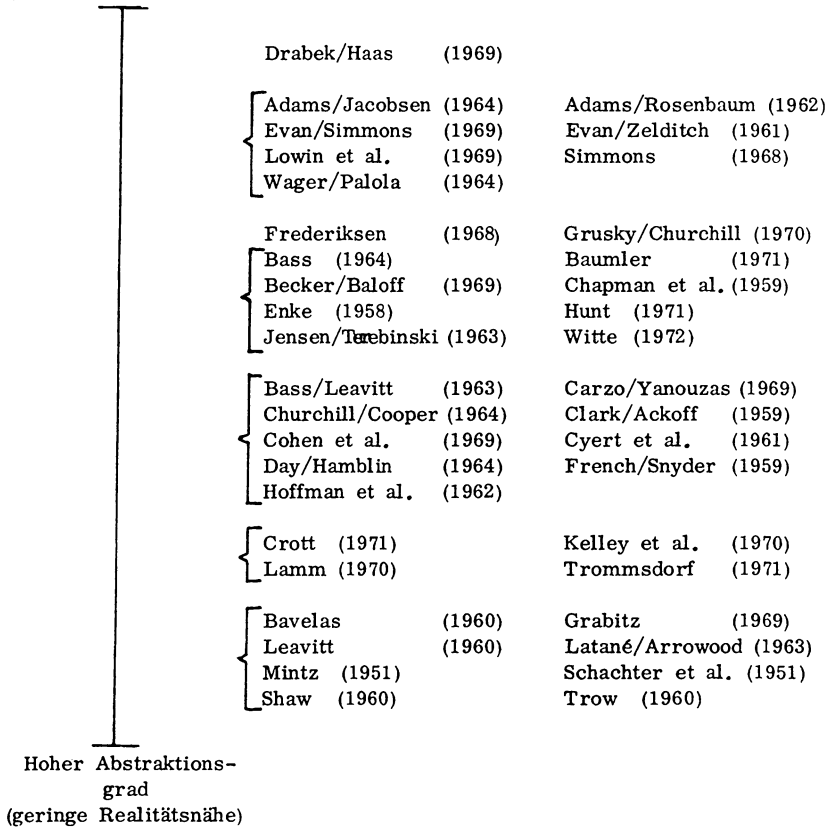 Drabek/Haas (1969)
Adams/Jacobsen (1964) Adams/Rosenbaum (1962)
Evan/Simmons (1969) Evan/Zelditch (1961)
Lowin et al. (1969) Simmons (1968)
Wager/Palola (1964)
Frederiksen (1968) Grusky/Churchill (1970)
Bass (1964) Baumler (1971)
Becker/Baloff (1969) Chapman et al. (1959)
Enke (1958) Hunt (1971)
Jensen/Terebinski (1963) Witte (1972)
Bass/Leavitt (1963) Carzo/Yanouzas (1969)
Churchill/Cooper (1964) Clark/Ackoff (1959)
Cohen et al. (1969) Cyert et al. (1961)
Day/Hamblin (1964) French/Snyder (1959)
Hoffman et al. (1962)
Crott (1971) Kelley et al. (1970)
Lamm (1970) Trommsdorf (1971)
Bavelas (1960) Grabitz (1969)
Leavitt (1960) Latané/Arrowood (1963)
Mintz (1951) Schachter et al. (1951)
Shaw (1960) Trow (1960)
Hoher Abstraktions-
grad
(geringe Realitätsnähe)